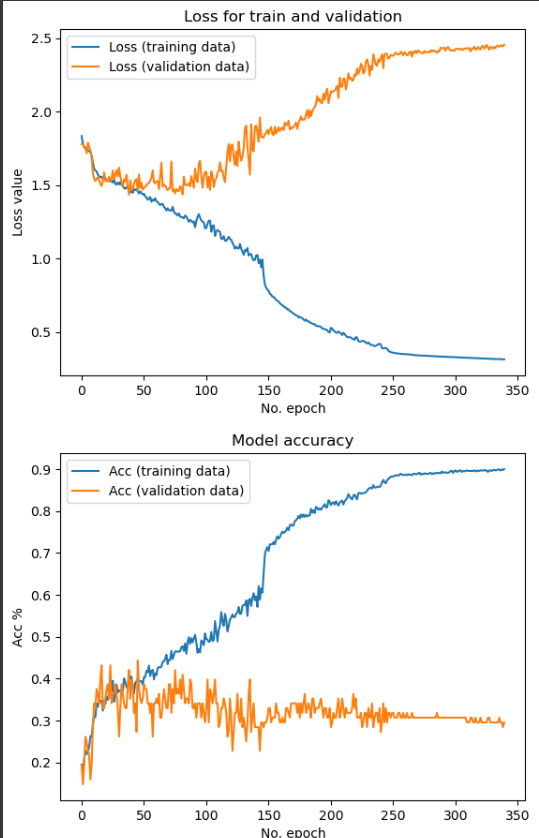 Loss for train and validation
Loss (training data)
Loss (validation data)
2.5
2.0
1.5
1.0
0.5
Loss value
0 50 100 150 200 250 300 350
No. epoch
Model accuracy
Acc (training data)
Acc (validation data)
0.9
0.8
0.7
0.6
0.5
0.4
0.3
0.2
Acc %
0 50 100 150 200 250 300 350
No. epoch